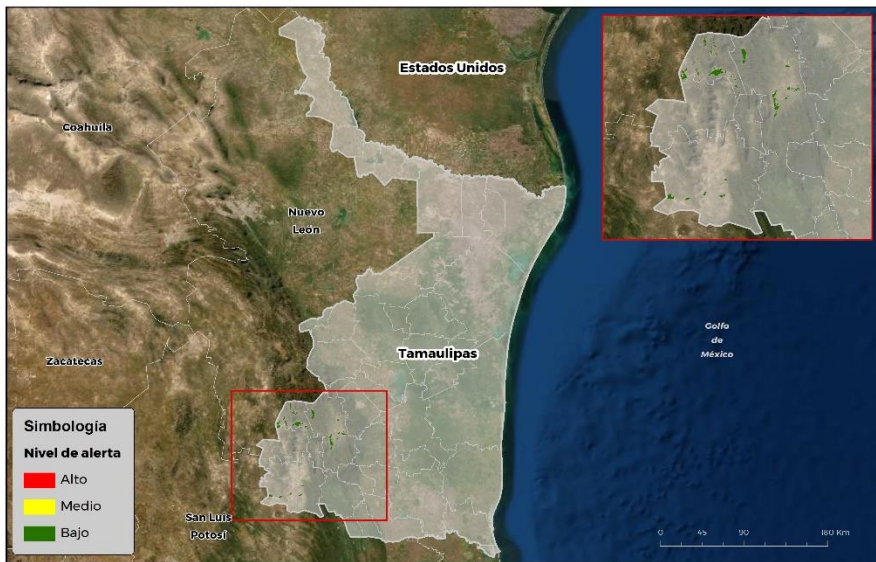 Estados Unidos
Coahuila
Nuevo
León
Golfo
de
México
Tamaulipas
Zacatecas
San Luis
Potosí
Simbología
Nivel de alerta
Alto
Medio
Bajo
0 45 90 180 Km